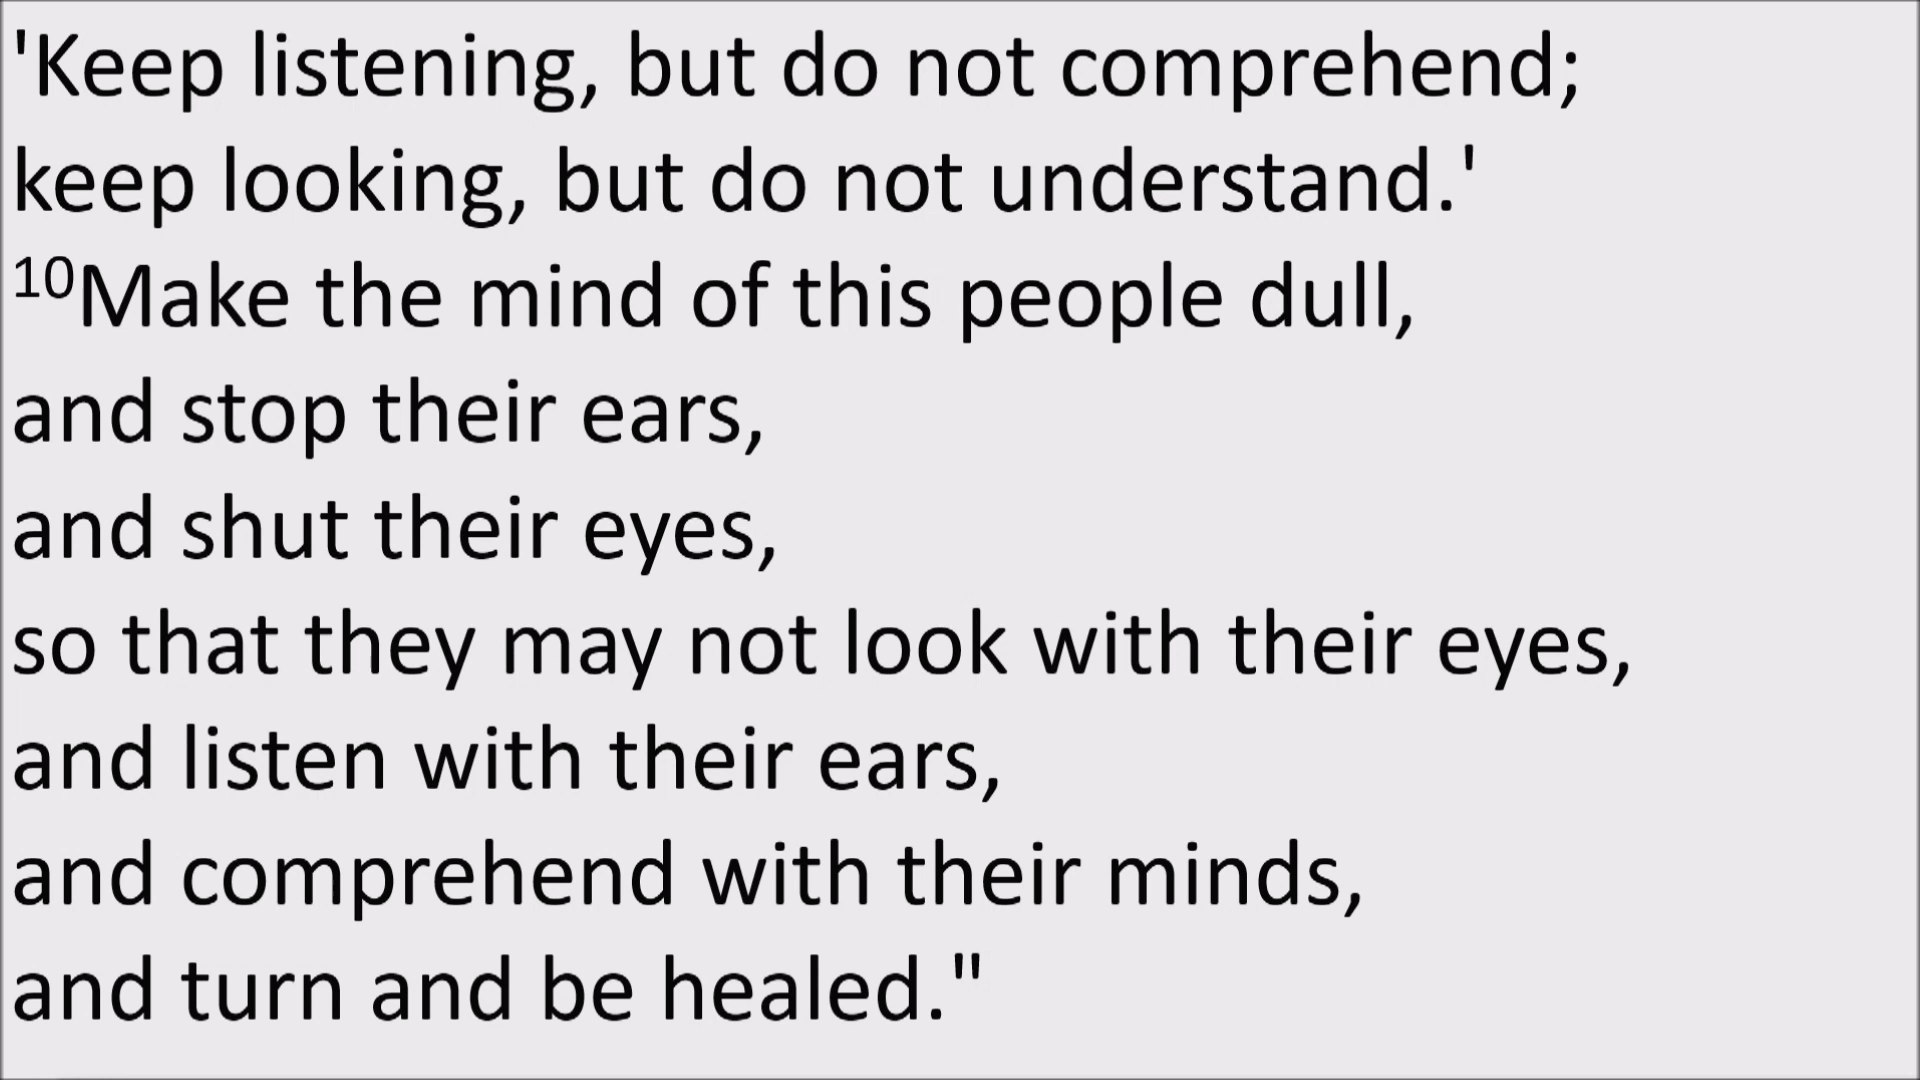 'Keep listening, but do not comprehend;
keep looking, but do not understand.'
¹⁰Make the mind of this people dull,
and stop their ears,
and shut their eyes,
so that they may not look with their eyes,
and listen with their ears,
and comprehend with their minds,
and turn and be healed."